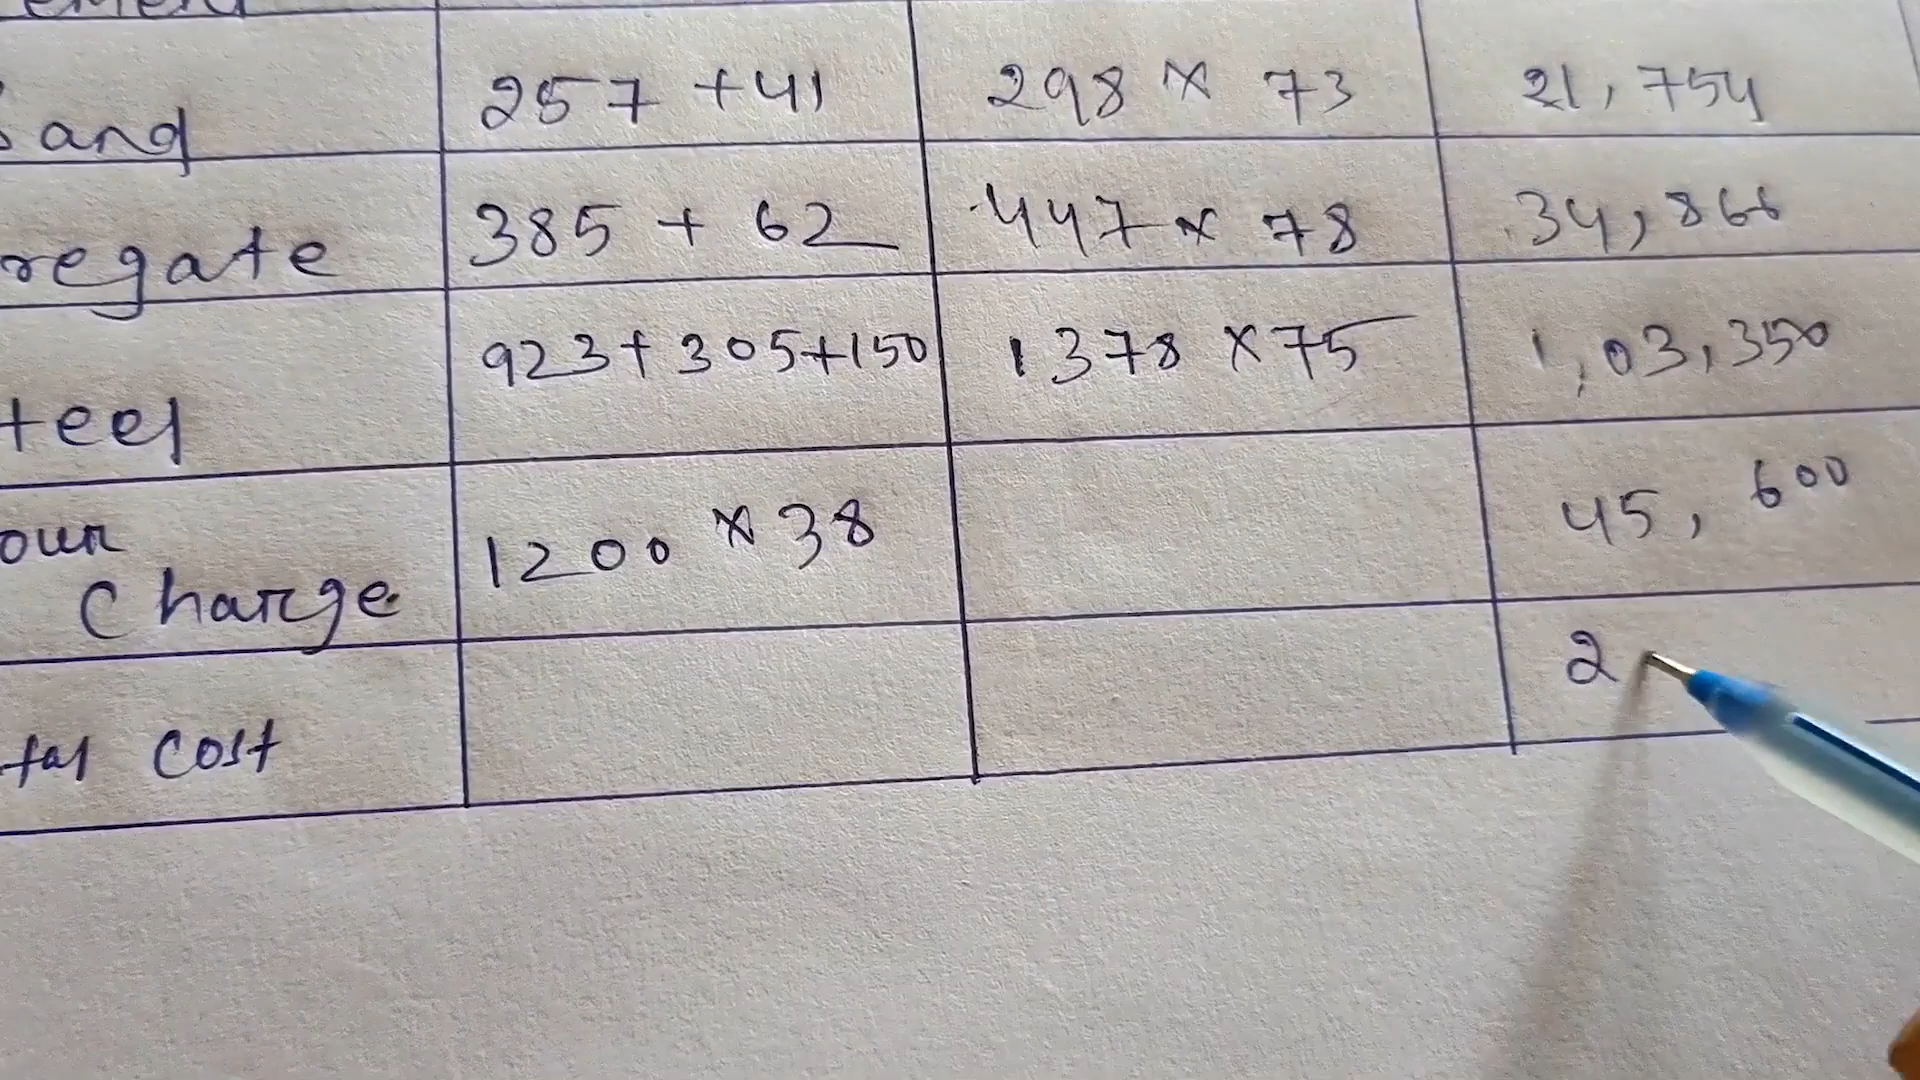 and 257 + 41 298 × 73 21,754
regate 385 + 62 447 × 78 34,866
923 + 305 + 150 1378 × 75 1,03,350
teel
our 1200 × 38 45,600
Charge
2
tal cost